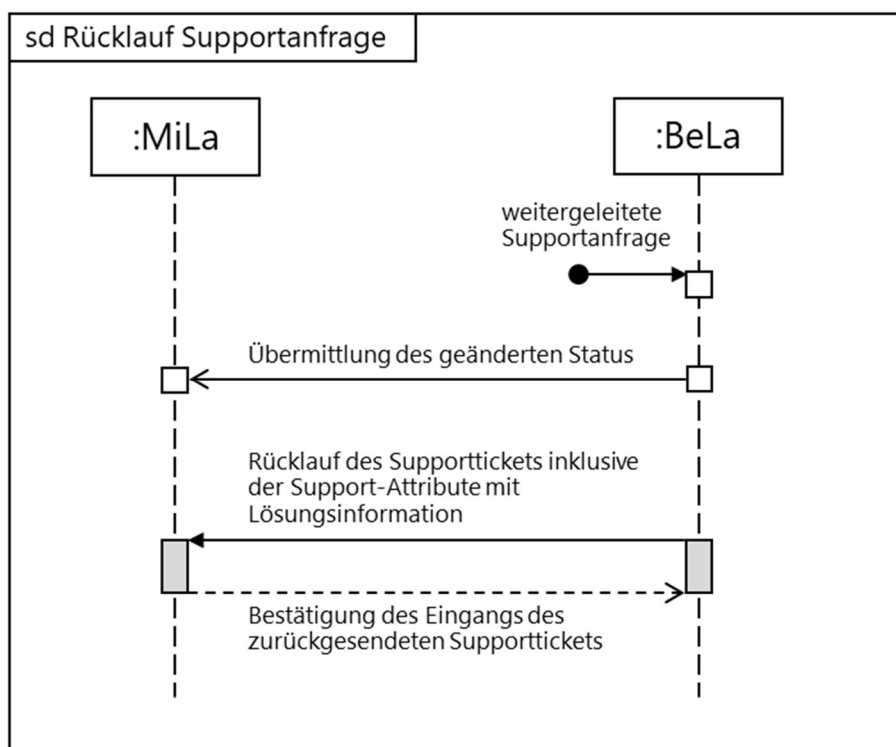 sd Rücklauf Supportanfrage
:MiLa
:BeLa
weitergeleitete
Supportanfrage
Übermittlung des geänderten Status
Rücklauf des Supporttickets inklusive
der Support-Attribute mit
Lösungsinformation
Bestätigung des Eingangs des
zurückgesendeten Supporttickets